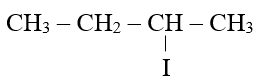 CH₃ – CH₂ – CH – CH₃
|
I